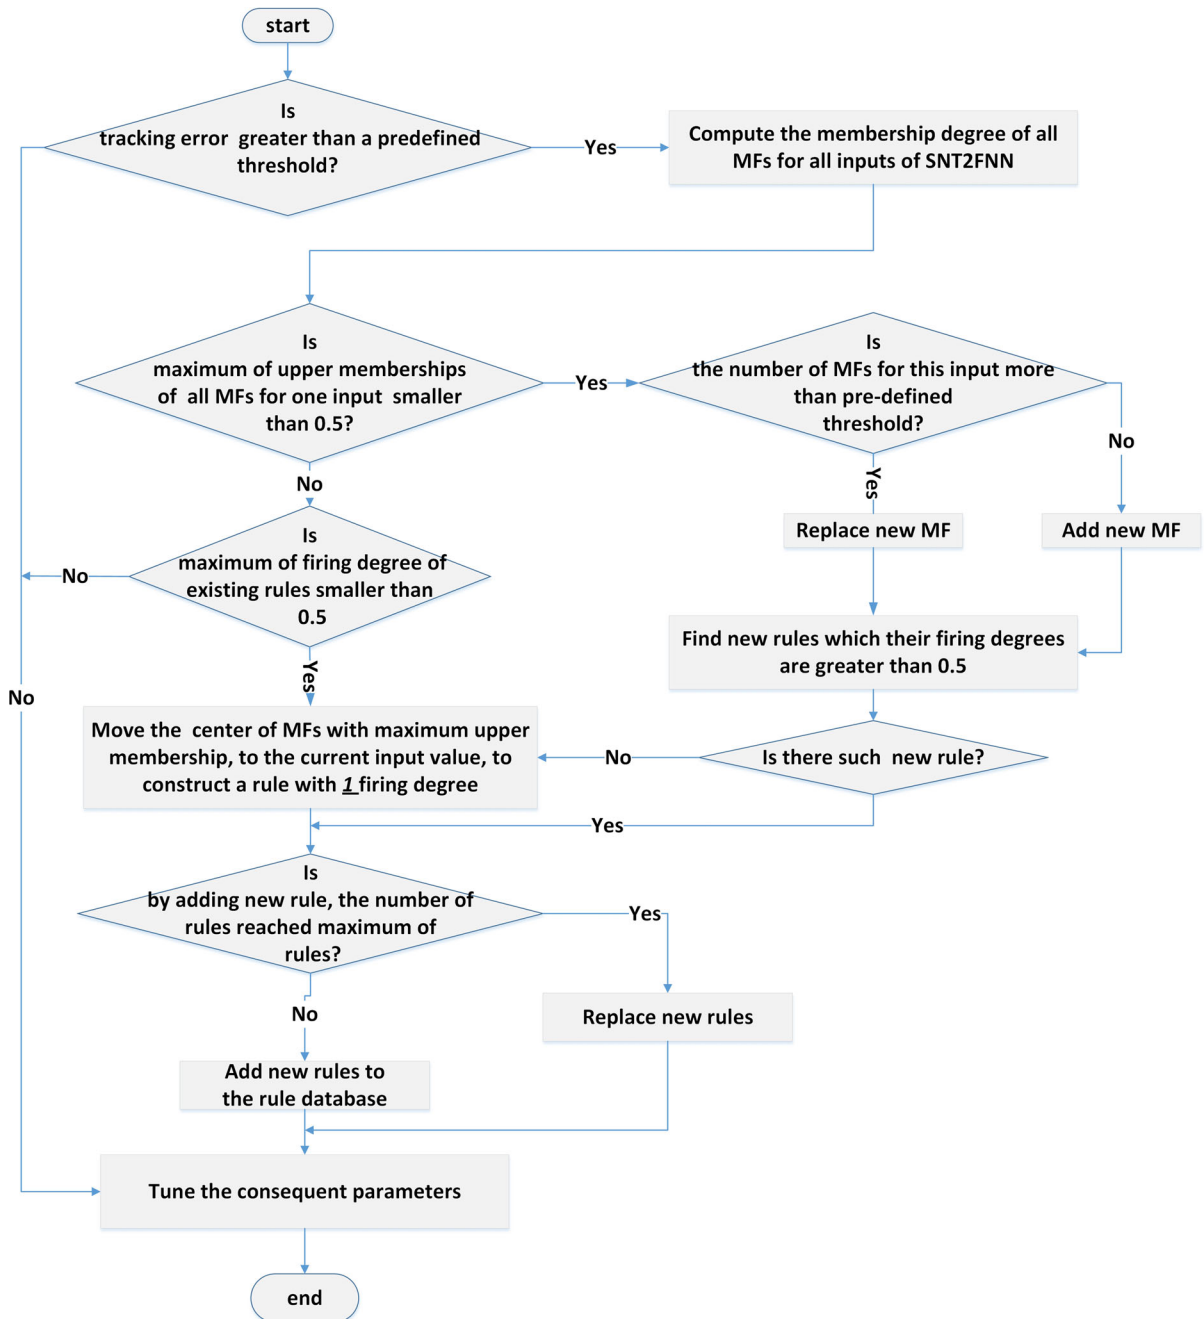 start
Is
tracking error greater than a predefined
threshold?
Yes
Compute the membership degree of all
MFs for all inputs of SNT2FNN
Is
maximum of upper memberships
of all MFs for one input smaller
than 0.5?
Yes
Is
the number of MFs for this input more
than pre-defined
threshold?
No
Yes
No
Replace new MF
Add new MF
Is
maximum of firing degree of
existing rules smaller than
0.5
No
Yes
Find new rules which their firing degrees
are greater than 0.5
No
Move the center of MFs with maximum upper
membership, to the current input value, to
construct a rule with 1 firing degree
No
Is there such new rule?
Yes
Is
by adding new rule, the number of
rules reached maximum of
rules?
Yes
No
Replace new rules
Add new rules to
the rule database
Tune the consequent parameters
end